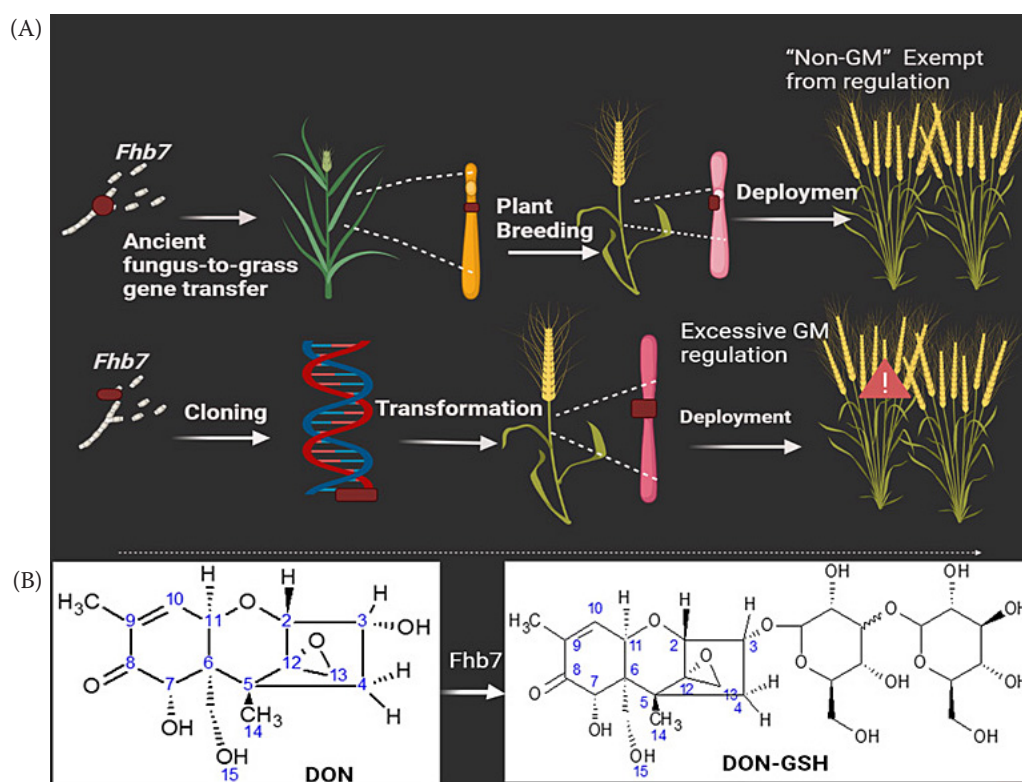 (A)
"Non-GM" Exempt
from regulation
Fhb7
Deploymen
Plant
Breeding
Ancient
fungus-to-grass
gene transfer
Excessive GM
regulation
Fhb7
Cloning
Transformation
Deployment
!
(B)
H
H
H3C
10
O
2
3
9
11
OH
O
12
13
8
6
7
5
4
H
O
OH
CH3
14
H
OH
15
DON
Fhb7
OH
OH
H
H
H
O
O
OH
H3C
10
O
2
3
9
11
O
O
OH
O
12
13
8
6
7
5
4
OH
OH
O
OH
CH3
14
H
H
OH
15
OH
OH
DON-GSH